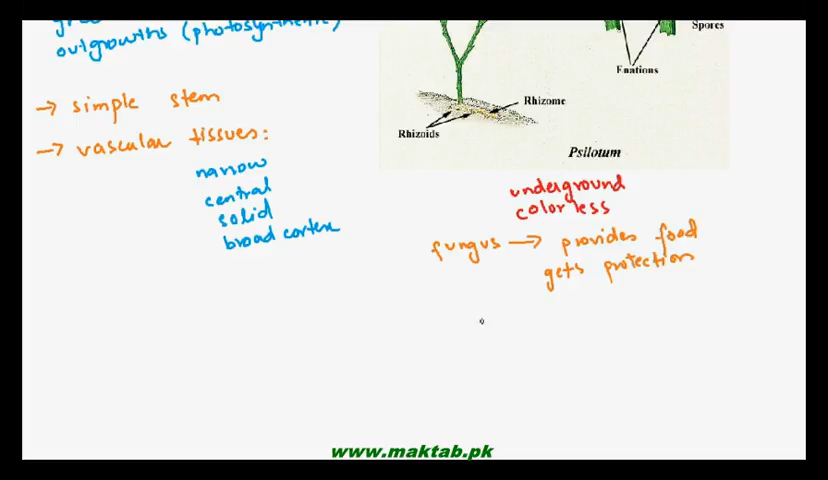 outgrowths (photosynthetic)
→ simple stem
→ vascular tissues:
narrow
central
solid
broad cortex
Spores
Enations
Rhizome
Rhizoids
Psilotum
underground
colorless
fungus → provides food
gets protection
www.maktab.pk